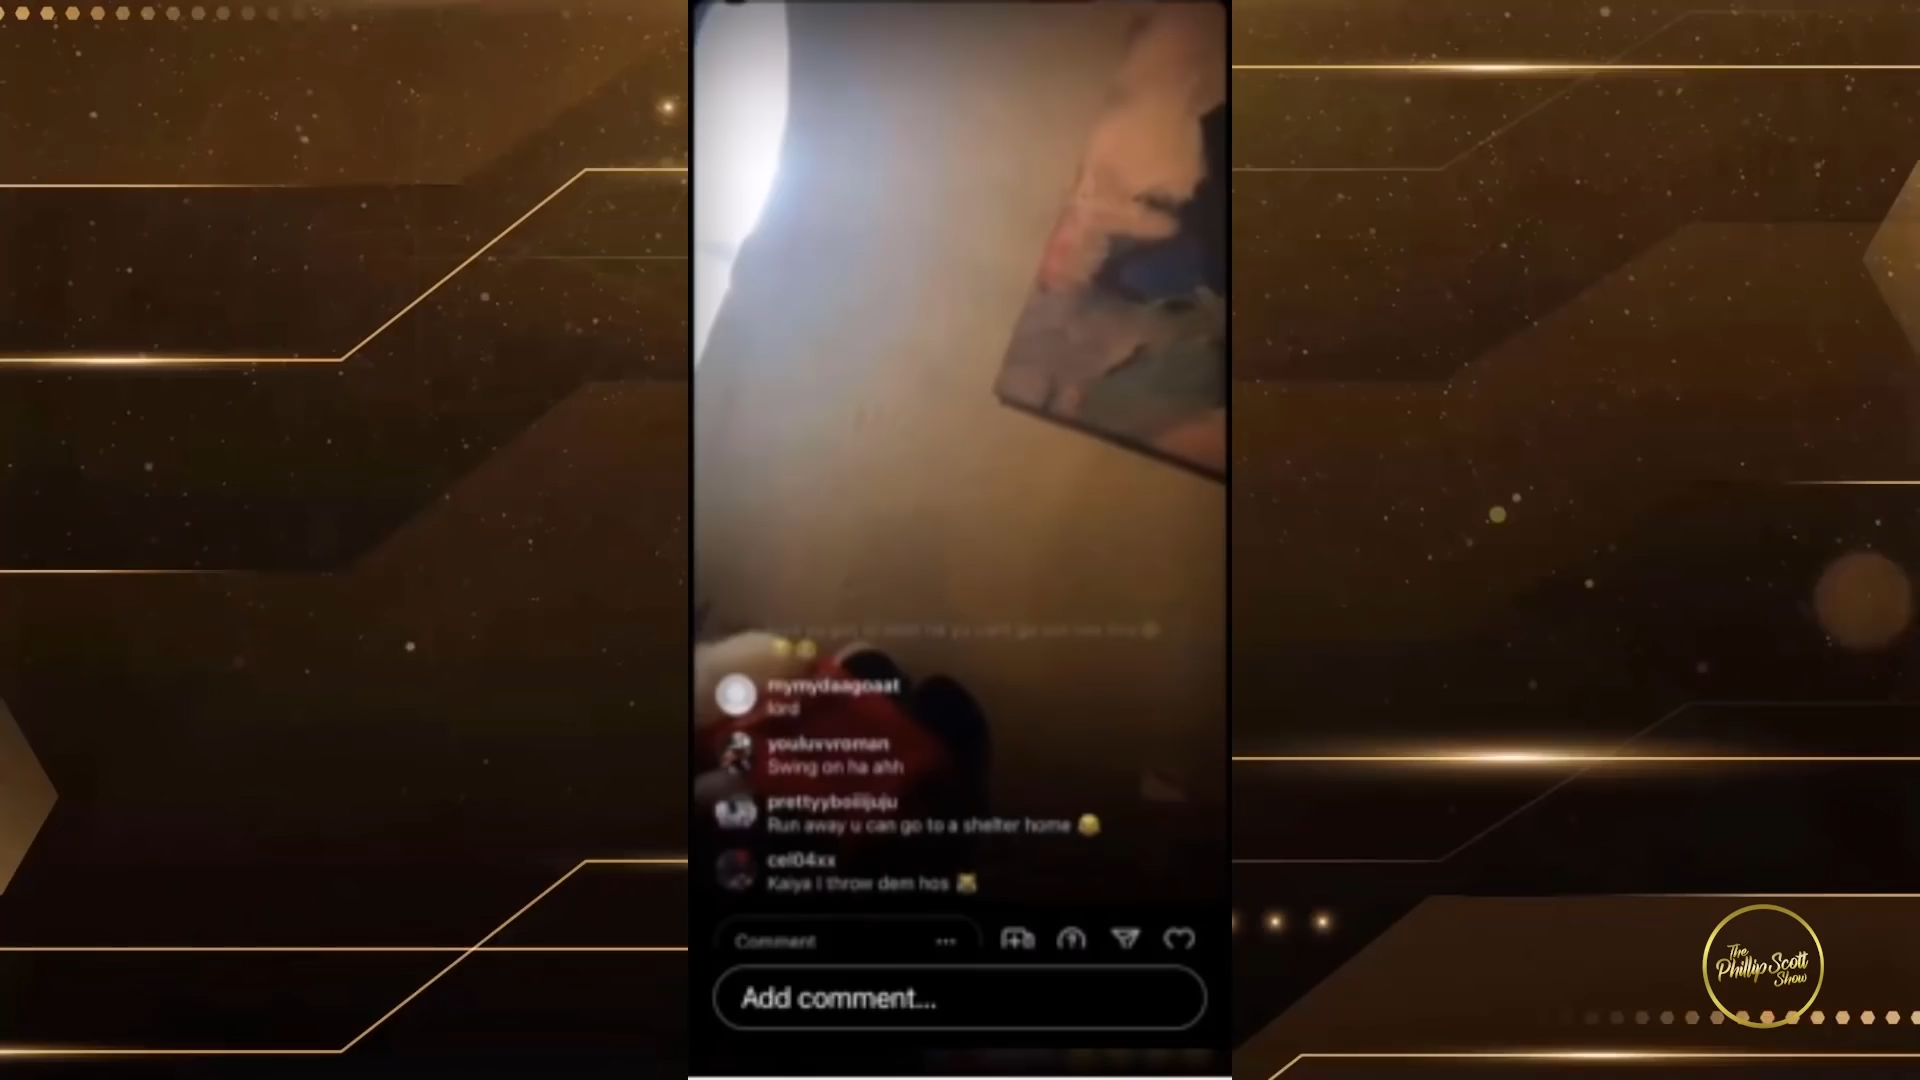 mymydaagoaat
lord
youluvvroman
Swing on ha ahh
prettyyboiiijuju
Run away u can go to a shelter home 😂
cel04xx
Kaiya I throw dem hos
Comment
Add comment...
The
Phillip Scott
Show